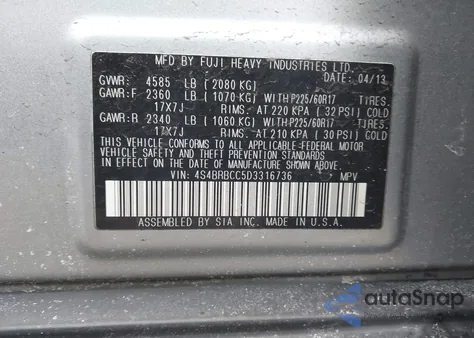 MFD BY FUJI HEAVY INDUSTRIES LTD. 04/13
GVWR: 4585 LB (2080 KG)
GAWR:F 2360 LB (1070 KG) WITH P225/60R17 TIRES,
17X7J RIMS, AT 220 KPA (32 PSI) COLD
GAWR:R 2340 LB (1060 KG) WITH P225/60R17 TIRES,
17X7J RIMS, AT 210 KPA (30 PSI) COLD
THIS VEHICLE CONFORMS TO ALL APPLICABLE FEDERAL MOTOR
VEHICLE SAFETY STANDARDS IN EFFECT ON THE
DATE OF MANUFACTURE SHOWN ABOVE.
VIN: 4S4BRBCC5D3316736 MPV
ASSEMBLED BY SIA INC. MADE IN U.S.A.
autoSnap